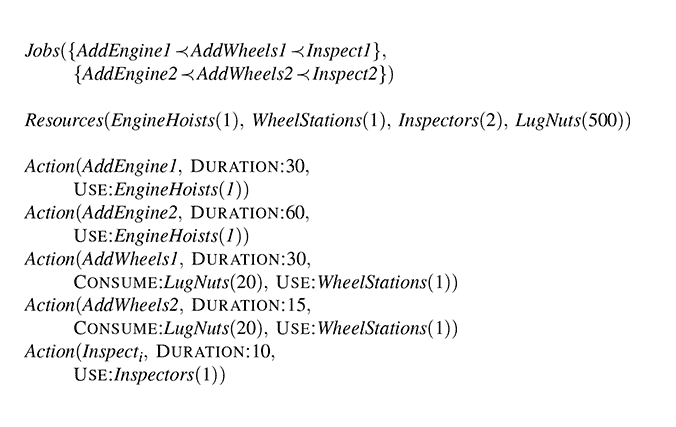 Jobs({AddEngine1 ≺AddWheels1 ≺Inspect1},
{AddEngine2 ≺AddWheels2 ≺Inspect2})
Resources(EngineHoists(1), WheelStations(1), Inspectors(2), LugNuts(500))
Action(AddEngine1, DURATION:30,
USE:EngineHoists(1))
Action(AddEngine2, DURATION:60,
USE:EngineHoists(1))
Action(AddWheels1, DURATION:30,
CONSUME:LugNuts(20), USE:WheelStations(1))
Action(AddWheels2, DURATION:15,
CONSUME:LugNuts(20), USE:WheelStations(1))
Action(Inspectᵢ, DURATION:10,
USE:Inspectors(1))